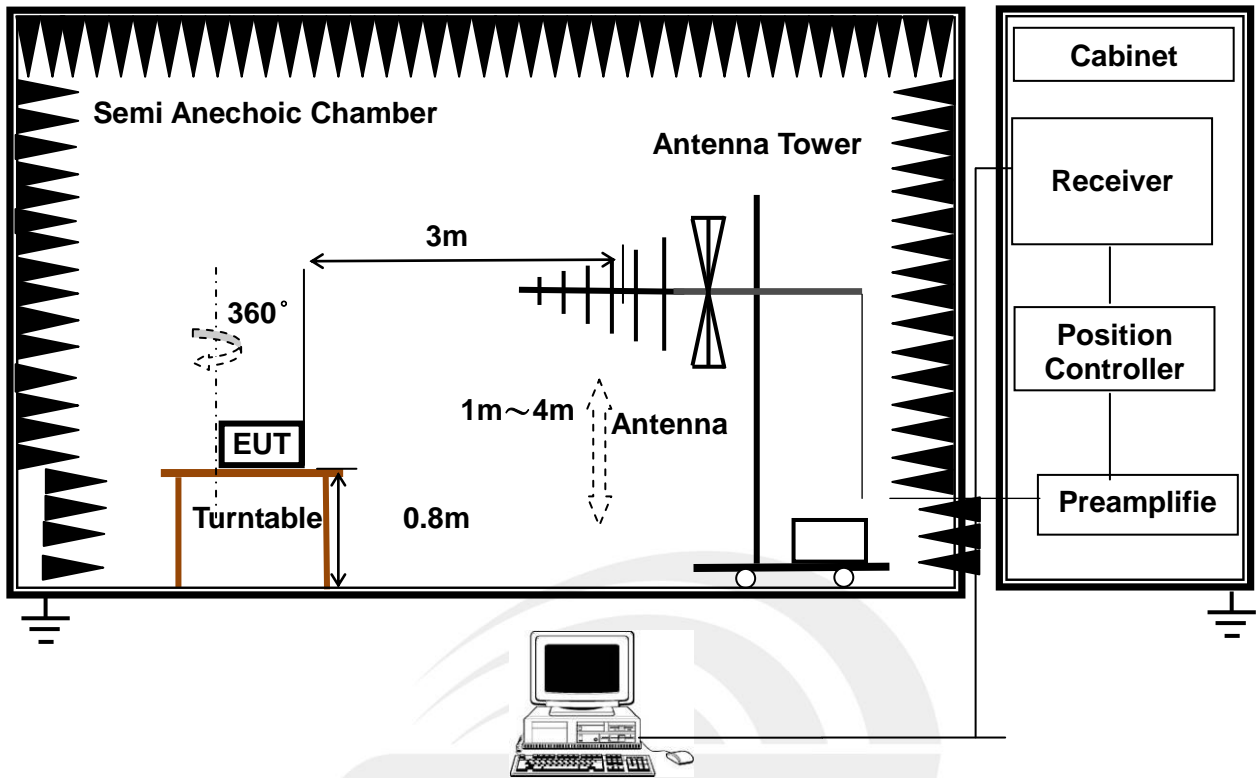 Semi Anechoic Chamber
Antenna Tower
3m
360°
1m～4m
Antenna
EUT
Turntable
0.8m
Cabinet
Receiver
Position
Controller
Preamplifie